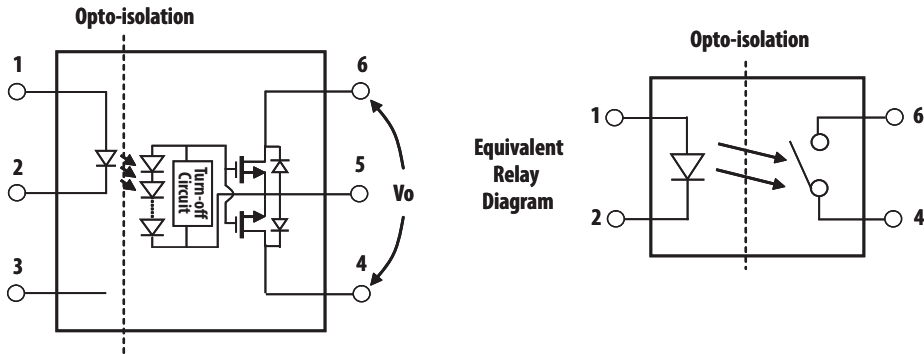 Opto-isolation
1
2
3
Turn-off
Circuit
6
5
4
Vo
Equivalent
Relay
Diagram
Opto-isolation
1
2
6
4